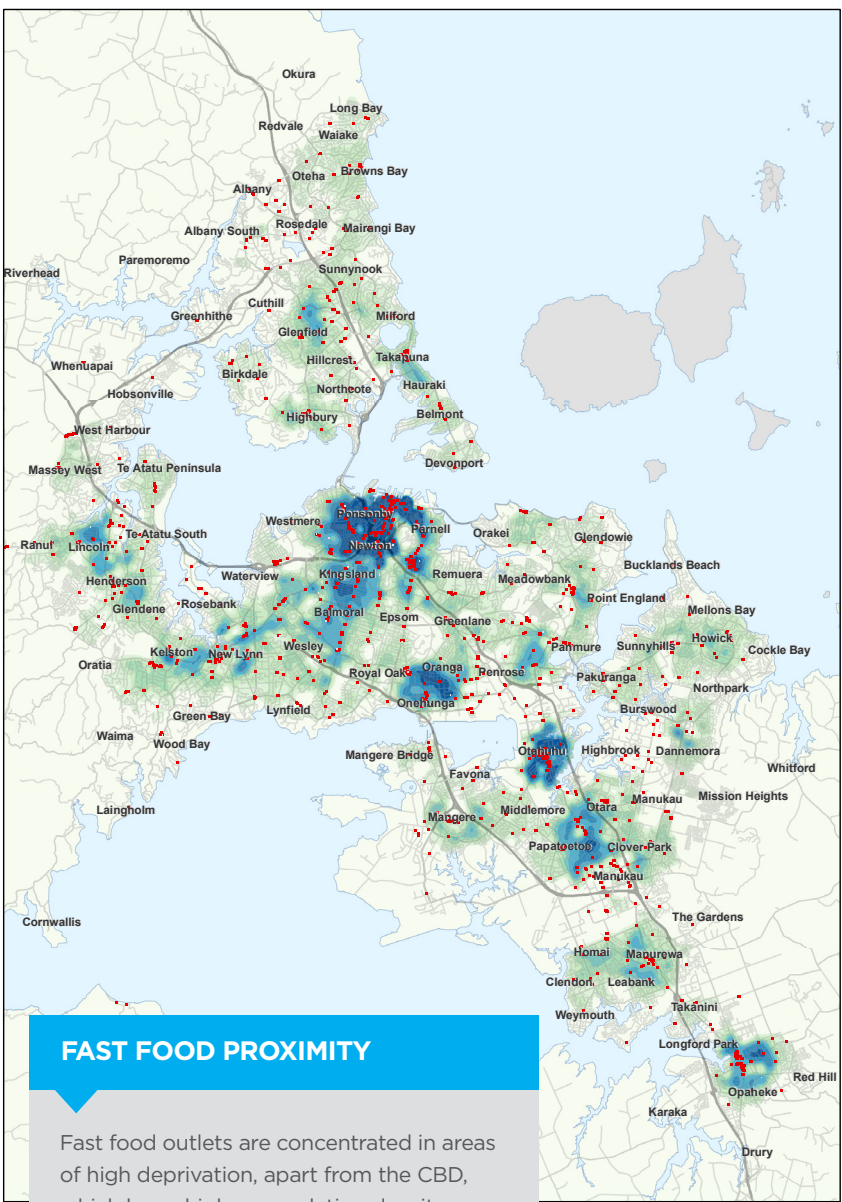 Okura
Long Bay
Redvale
Waiake
Oteha
Browns Bay
Albany
Rosedale
Mairangi Bay
Albany South
Paremoremo
Riverhead
Sunnynook
Cuthill
Greenhithe
Milford
Glenfield
Whenuapai
Hillcrest
Takapuna
Birkdale
Hauraki
Hobsonville
Northcote
Highbury
Belmont
West Harbour
Devonport
Massey West
Te Atatu Peninsula
Ponsonby
Westmere
Parnell
Orakei
Te Atatu South
Glendowie
Ranui
Lincoln
Newton
Bucklands Beach
Waterview
Kingsland
Remuera
Meadowbank
Henderson
Point England
Glendene
Rosebank
Balmoral
Epsom
Greenlane
Mellons Bay
Howick
Wesley
Panmure
Sunnyhills
Cockle Bay
Kelston
New Lynn
Oratia
Royal Oak
Oranga
Penrose
Pakuranga
Northpark
Onehunga
Burswood
Lynfield
Green Bay
Waima
Wood Bay
Mangere Bridge
Otahuhu
Highbrook
Dannemora
Whitford
Favona
Mission Heights
Laingholm
Middlemore
Otara
Manukau
Mangere
Papatoetoe
Clover Park
Manukau
Cornwallis
The Gardens
Homai
Manurewa
Clendon
Leabank
Weymouth
Takanini
Longford Park
Red Hill
Opaheke
Karaka
Drury
FAST FOOD PROXIMITY
Fast food outlets are concentrated in areas
of high deprivation, apart from the CBD,